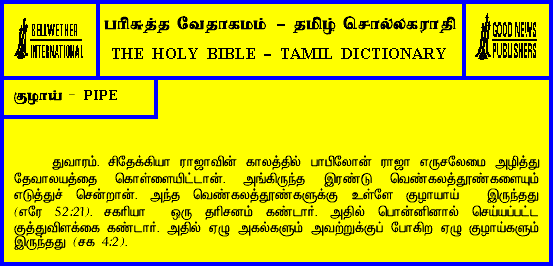 BELLWETHER
INTERNATIONAL
பரிசுத்த வேதாகமம் - தமிழ் சொல்லகராதி
THE HOLY BIBLE - TAMIL DICTIONARY
GOOD NEWS
PUBLISHERS
குழாய் - PIPE
துவாரம். சிதேக்கியா ராஜாவின் காலத்தில் பாபிலோன் ராஜா எருசலேமை அழித்து
தேவாலயத்தை கொள்ளையிட்டான். அங்கிருந்த இரண்டு வெண்கலத்தூண்களையும்
எடுத்துச் சென்றான். அந்த வெண்கலத்தூண்களுக்கு உள்ளே குழாயாய் இருந்தது
(எரே 52:21). சகரியா ஒரு தரிசனம் கண்டார். அதில் பொன்னினால் செய்யப்பட்ட
குத்துவிளக்கை கண்டார். அதில் ஏழு அகல்களும் அவற்றுக்குப் போகிற ஏழு குழாய்களும்
இருந்தது (சக 4:2).